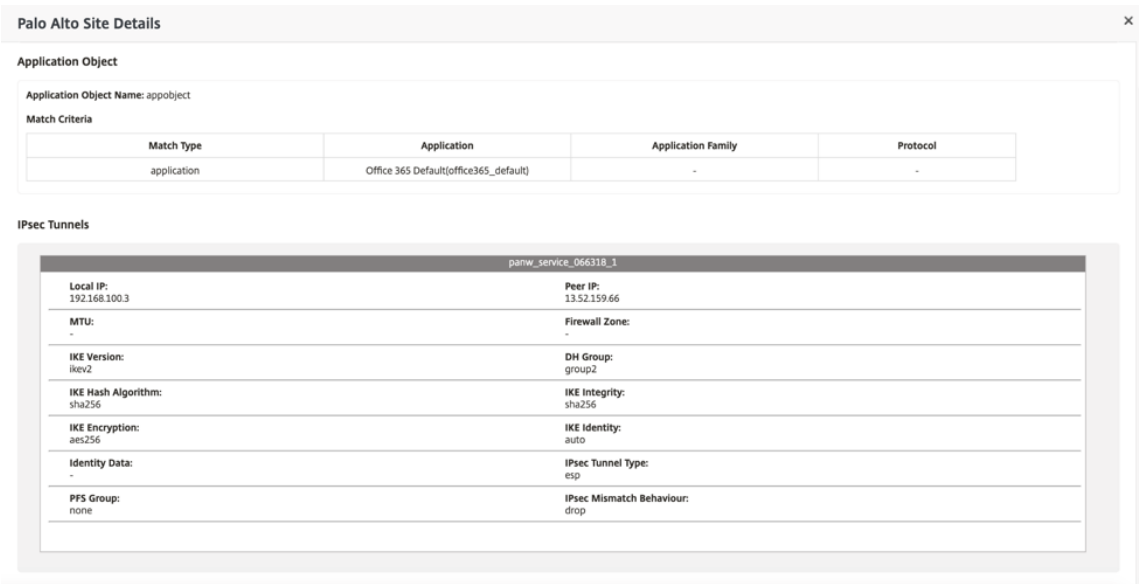 Palo Alto Site Details
×
Application Object
Application Object Name: appobject
Match Criteria
Match Type Application Application Family Protocol
application Office 365 Default(office365_default) - -
IPsec Tunnels
panw_service_066318_1
Local IP: Peer IP:
192.168.100.3 13.52.159.66
MTU: Firewall Zone:
- -
IKE Version: DH Group:
ikev2 group2
IKE Hash Algorithm: IKE Integrity:
sha256 sha256
IKE Encryption: IKE Identity:
aes256 auto
Identity Data: IPsec Tunnel Type:
- esp
PFS Group: IPsec Mismatch Behaviour:
none drop